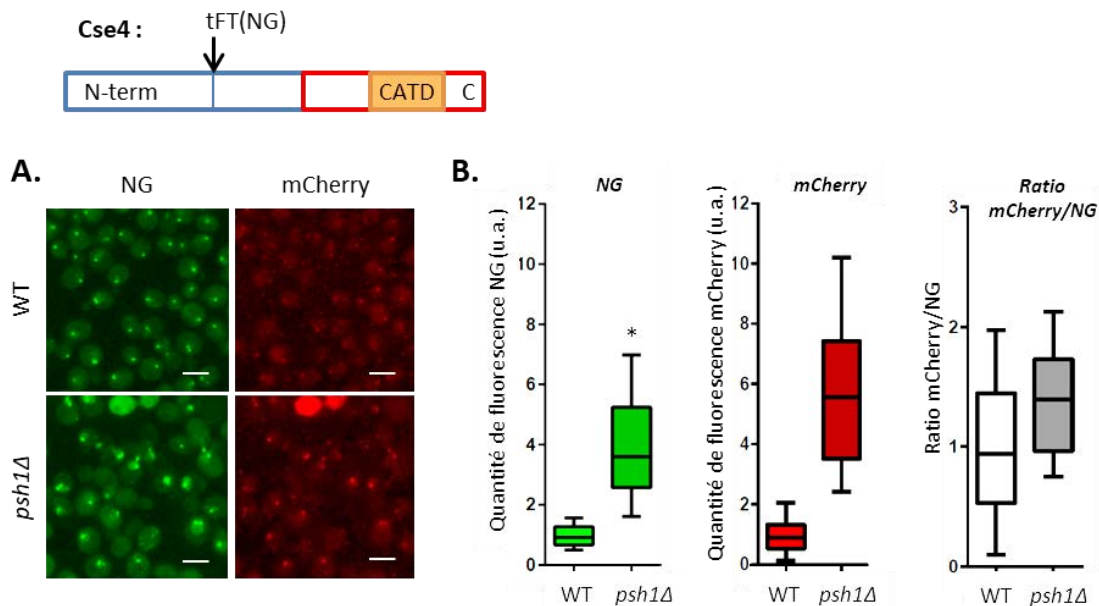 Cse4 :
tFT(NG)
N-term
CATD
C
A.
NG
mCherry
WT
psh1Δ
B.
NG
Quantité de fluorescence NG (u.a.)
12
10
8
6
4
2
0
*
WT
psh1Δ
mCherry
Quantité de fluorescence mCherry (u.a.)
12
10
8
6
4
2
0
WT
psh1Δ
Ratio
mCherry/NG
Ratio mCherry/NG
3
2
1
0
WT
psh1Δ